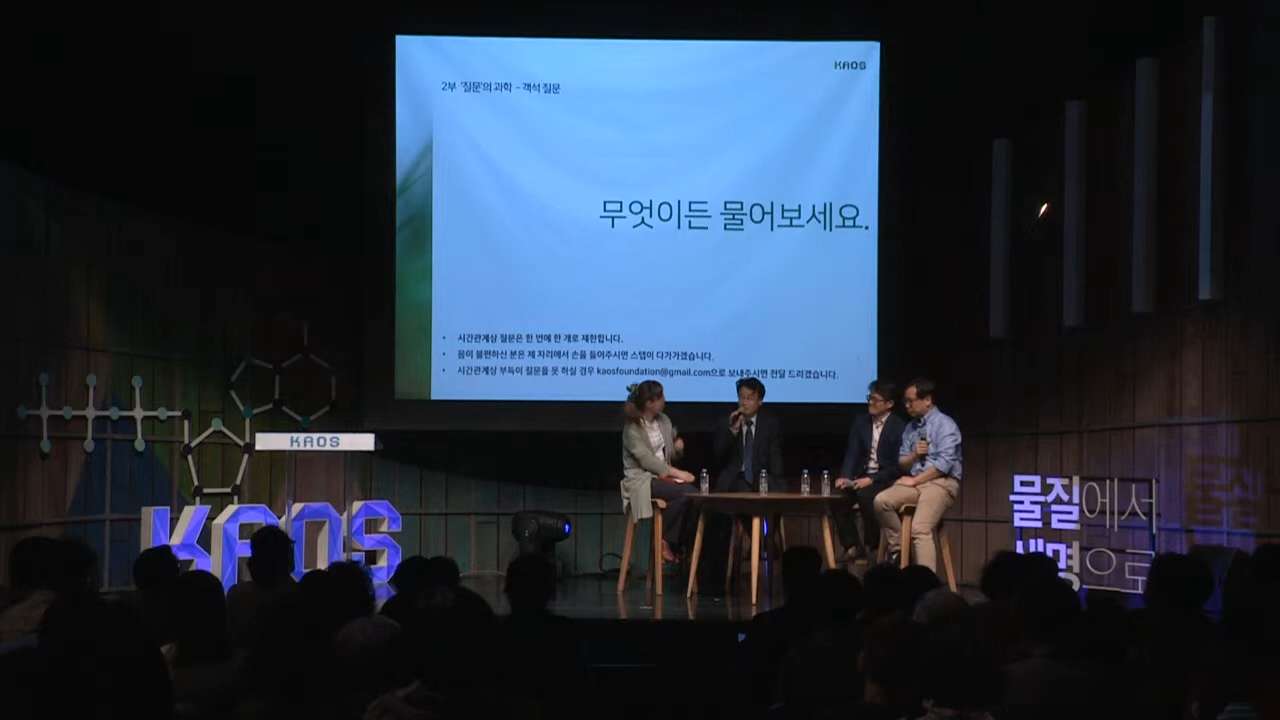 KAOS
2부 '질문'의 과학 - 객석 질문
무엇이든 물어보세요.
• 시간관계상 질문은 한 번에 한 개로 제한합니다.
• 몸이 불편하신 분은 제 자리에서 손을 들어주시면 스탭이 다가가겠습니다.
• 시간관계상 부득이 질문을 못 하실 경우 kaosfoundation@gmail.com으로 보내주시면 전달 드리겠습니다.
KAOS
KAOS
물질에서
생명으로